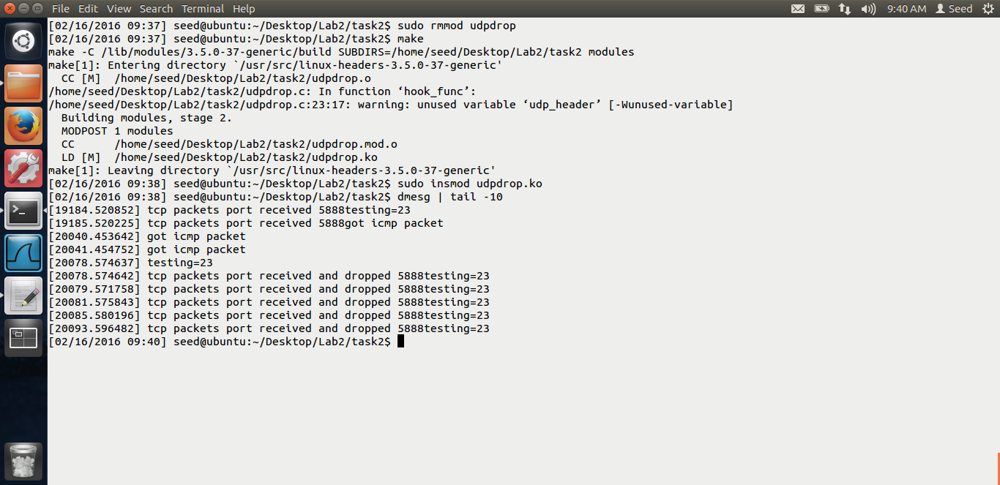 File Edit View Search Terminal Help 9:40 AM Seed
[02/16/2016 09:37] seed@ubuntu:~/Desktop/Lab2/task2$ sudo rmmod udpdrop
[02/16/2016 09:37] seed@ubuntu:~/Desktop/Lab2/task2$ make
make -C /lib/modules/3.5.0-37-generic/build SUBDIRS=/home/seed/Desktop/Lab2/task2 modules
make[1]: Entering directory `/usr/src/linux-headers-3.5.0-37-generic'
  CC [M]  /home/seed/Desktop/Lab2/task2/udpdrop.o
/home/seed/Desktop/Lab2/task2/udpdrop.c: In function ‘hook_func’:
/home/seed/Desktop/Lab2/task2/udpdrop.c:23:17: warning: unused variable ‘udp_header’ [-Wunused-variable]
  Building modules, stage 2.
  MODPOST 1 modules
  CC      /home/seed/Desktop/Lab2/task2/udpdrop.mod.o
  LD [M]  /home/seed/Desktop/Lab2/task2/udpdrop.ko
make[1]: Leaving directory `/usr/src/linux-headers-3.5.0-37-generic'
[02/16/2016 09:38] seed@ubuntu:~/Desktop/Lab2/task2$ sudo insmod udpdrop.ko
[02/16/2016 09:38] seed@ubuntu:~/Desktop/Lab2/task2$ dmesg | tail -10
[19184.520852] tcp packets port received 5888testing=23
[19185.520225] tcp packets port received 5888got icmp packet
[20040.453642] got icmp packet
[20041.454752] got icmp packet
[20078.574637] testing=23
[20078.574642] tcp packets port received and dropped 5888testing=23
[20079.571758] tcp packets port received and dropped 5888testing=23
[20081.575843] tcp packets port received and dropped 5888testing=23
[20085.580196] tcp packets port received and dropped 5888testing=23
[20093.596482] tcp packets port received and dropped 5888testing=23
[02/16/2016 09:40] seed@ubuntu:~/Desktop/Lab2/task2$